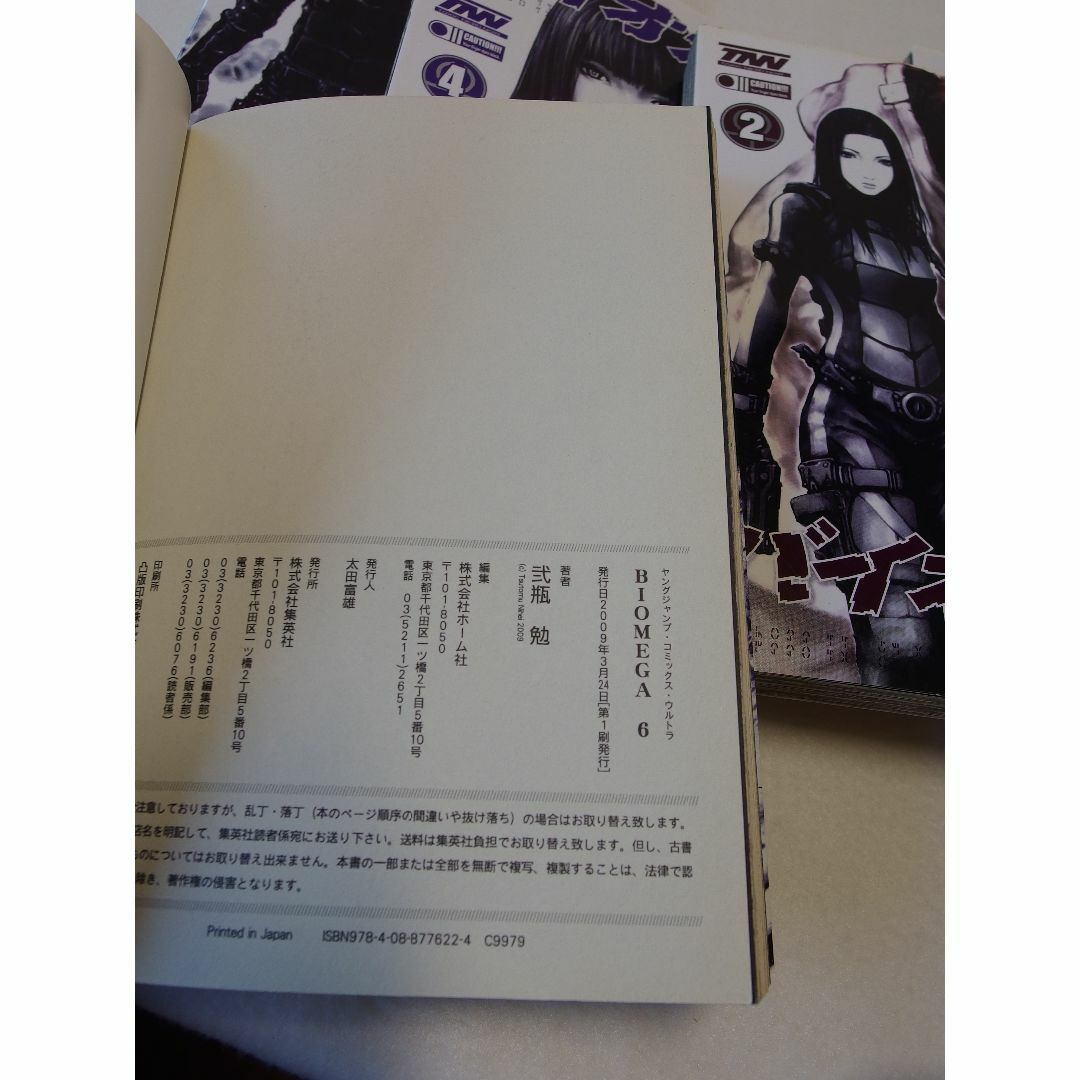 TNW
CAUTION!!!
4
TNW
CAUTION!!!
2
ヤングジャンプ・コミックス・ウルトラ
BIOMEGA 6
発行日2009年3月24日[第1刷発行]
著者
弐瓶 勉
(c) Tsutomu Nihei 2009
編集
株式会社ホーム社
〒101-8050
東京都千代田区一ツ橋2丁目5番10号
電話 03(5211)2651
発行人
太田富雄
発行所
株式会社集英社
〒101-8050
東京都千代田区一ツ橋2丁目5番10号
電話
03(3230)6236(編集部)
03(3230)6191(販売部)
03(3230)6076(読者係)
印刷所
凸版印刷株式
注意しておりますが、乱丁・落丁（本のページ順序の間違いや抜け落ち）の場合はお取り替え致します。
店名を明記して、集英社読者係宛にお送り下さい。送料は集英社負担でお取り替え致します。但し、古書
ものについてはお取り替え出来ません。本書の一部または全部を無断で複写、複製することは、法律で認
除き、著作権の侵害となります。
Printed in Japan ISBN978-4-08-877622-4 C9979